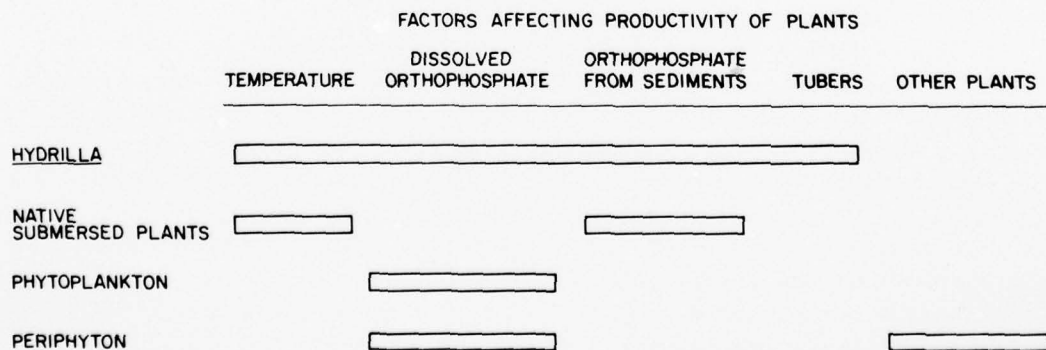 FACTORS AFFECTING PRODUCTIVITY OF PLANTS
TEMPERATURE
DISSOLVED
ORTHOPHOSPHATE
ORTHOPHOSPHATE
FROM SEDIMENTS
TUBERS
OTHER PLANTS
HYDRILLA
NATIVE
SUBMERSED PLANTS
PHYTOPLANKTON
PERIPHYTON